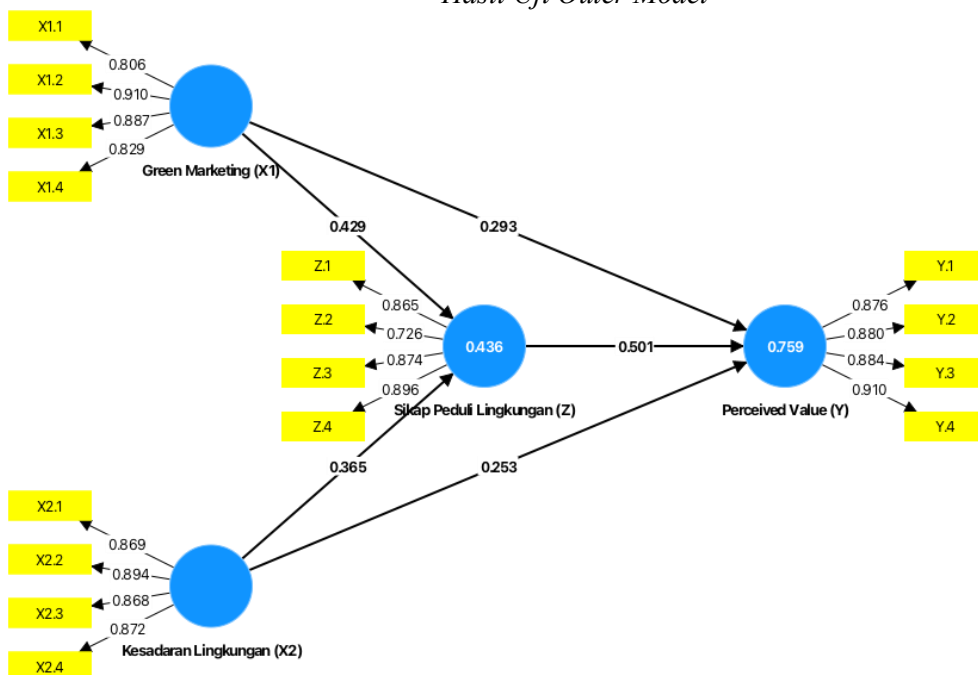 Hasil Uji Outer Model
X1.1
0.806
X1.2
0.910
X1.3
0.887
0.829
X1.4
Green Marketing (X1)
0.429
0.293
Z.1
0.865
Z.2
0.726
Z.3
0.874
0.896
Z.4
0.436
Sikap Peduli Lingkungan (Z)
0.501
0.759
Perceived Value (Y)
Y.1
0.876
Y.2
0.880
0.884
Y.3
0.910
Y.4
0.365
0.253
X2.1
0.869
X2.2
0.894
0.868
X2.3
0.872
X2.4
Kesadaran Lingkungan (X2)